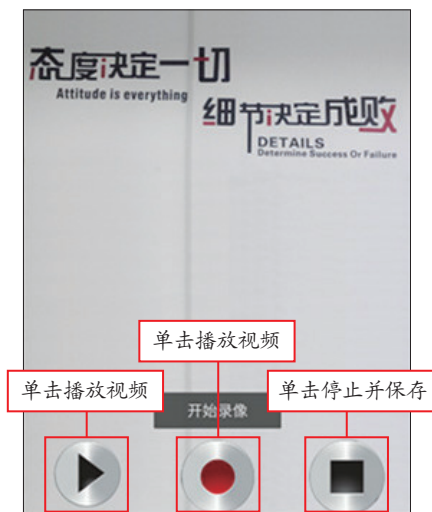 态度决定一切
Attitude is everything
细节决定成败
DETAILS
Determine Success Or Failure
单击播放视频
单击播放视频
单击停止并保存
开始录像